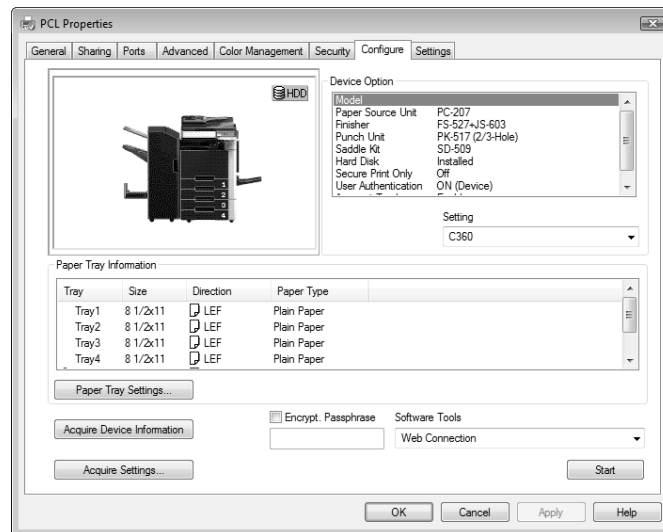 PCL Properties
General Sharing Ports Advanced Color Management Security Configure Settings
HDD
1
2
3
4
Device Option
Model
Paper Source Unit PC-207
Finisher FS-527+JS-603
Punch Unit PK-517 (2/3-Hole)
Saddle Kit SD-509
Hard Disk Installed
Secure Print Only Off
User Authentication ON (Device)
Setting
C360
Paper Tray Information
Tray Size Direction Paper Type
Tray1 8 1/2x11 LEF Plain Paper
Tray2 8 1/2x11 LEF Plain Paper
Tray3 8 1/2x11 LEF Plain Paper
Tray4 8 1/2x11 LEF Plain Paper
Paper Tray Settings...
Acquire Device Information
Encrypt. Passphrase Software Tools
Web Connection
Acquire Settings...
Start
OK Cancel Apply Help